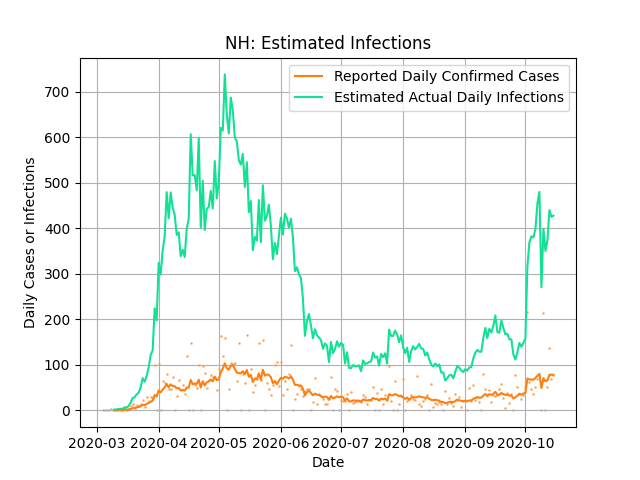 NH: Estimated Infections
Reported Daily Confirmed Cases
Estimated Actual Daily Infections
Daily Cases or Infections
700
600
500
400
300
200
100
0
2020-03 2020-04 2020-05 2020-06 2020-07 2020-08 2020-09 2020-10
Date